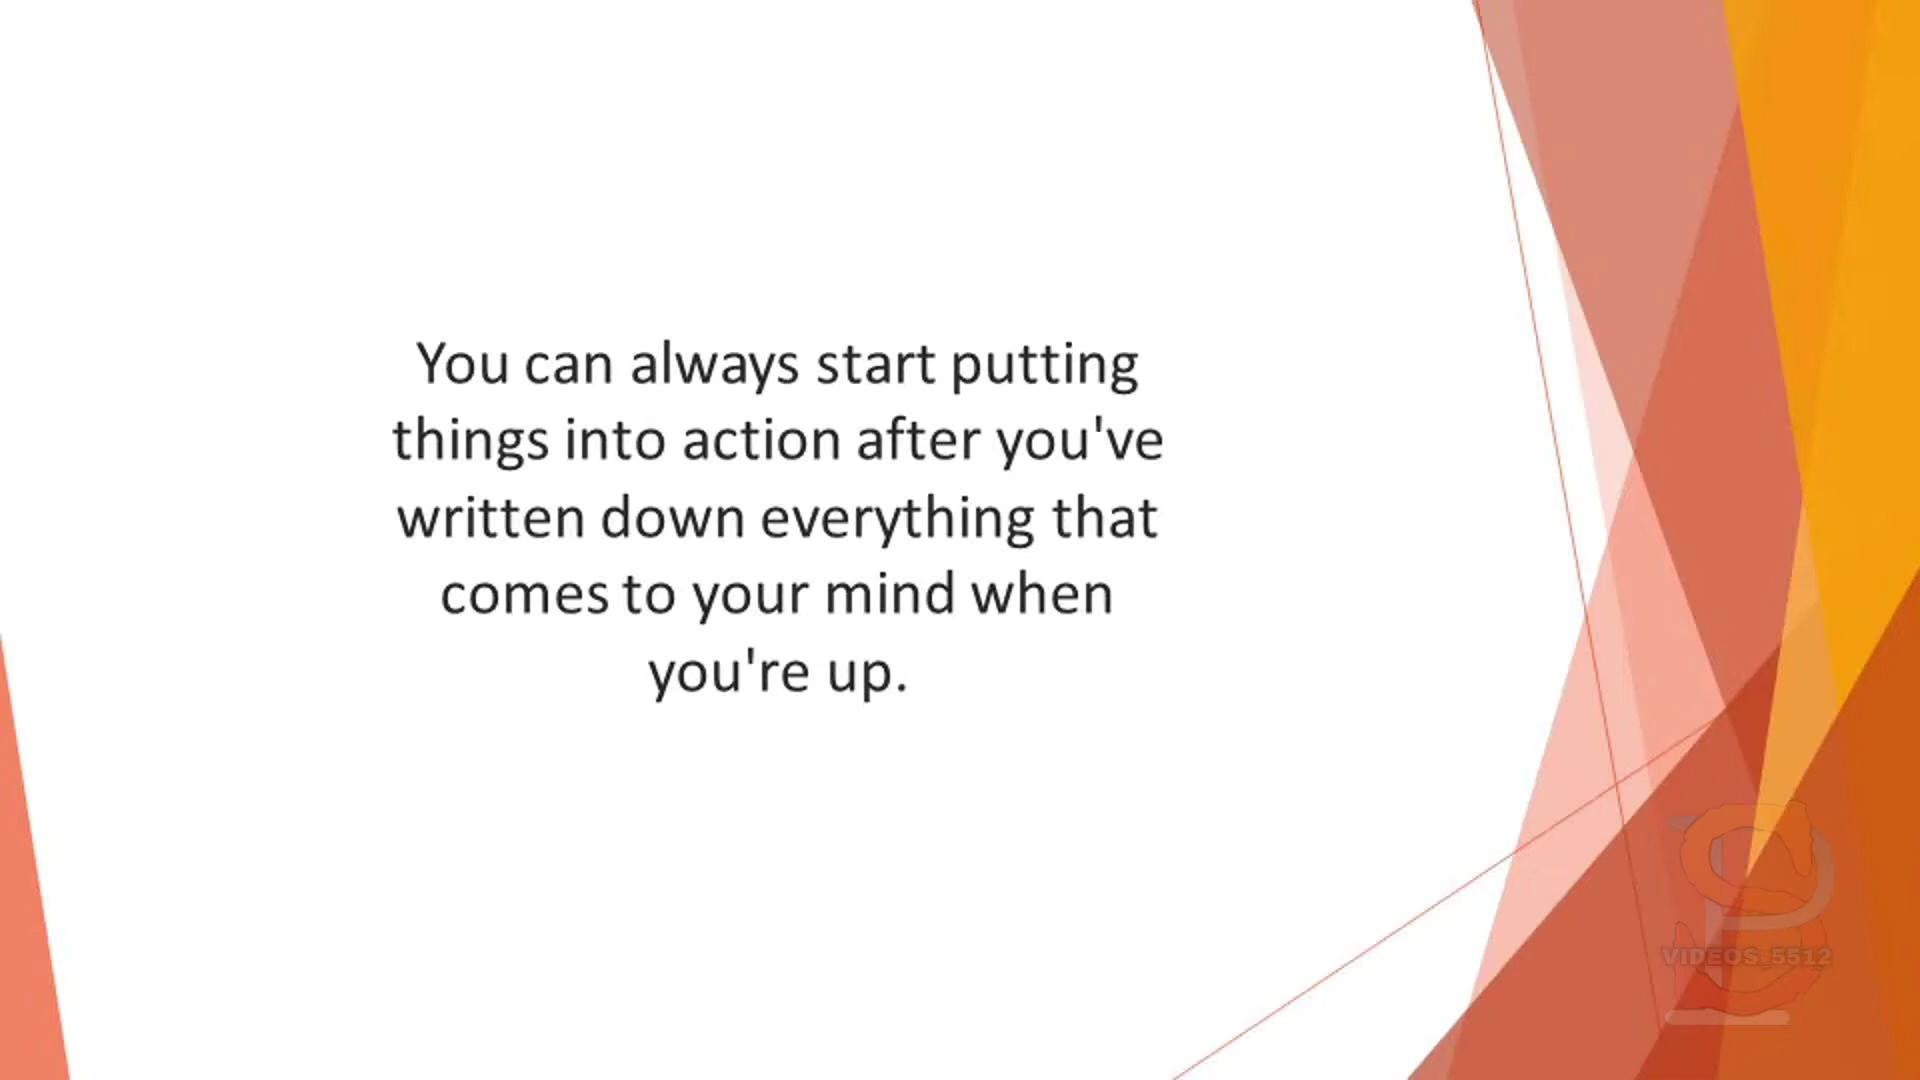 You can always start putting
things into action after you've
written down everything that
comes to your mind when
you're up.
VIDEOS_5512